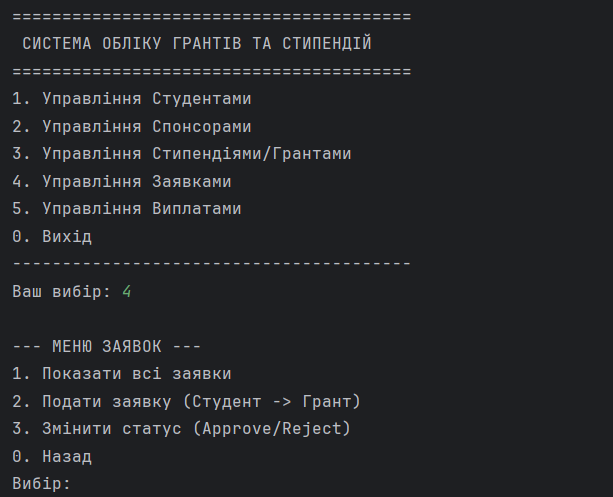 ========================================
СИСТЕМА ОБЛІКУ ГРАНТІВ ТА СТИПЕНДІЙ
========================================
1. Управління Студентами
2. Управління Спонсорами
3. Управління Стипендіями/Грантами
4. Управління Заявками
5. Управління Виплатами
0. Вихід
----------------------------------------
Ваш вибір: 4
--- МЕНЮ ЗАЯВОК ---
1. Показати всі заявки
2. Подати заявку (Студент -> Грант)
3. Змінити статус (Approve/Reject)
0. Назад
Вибір: